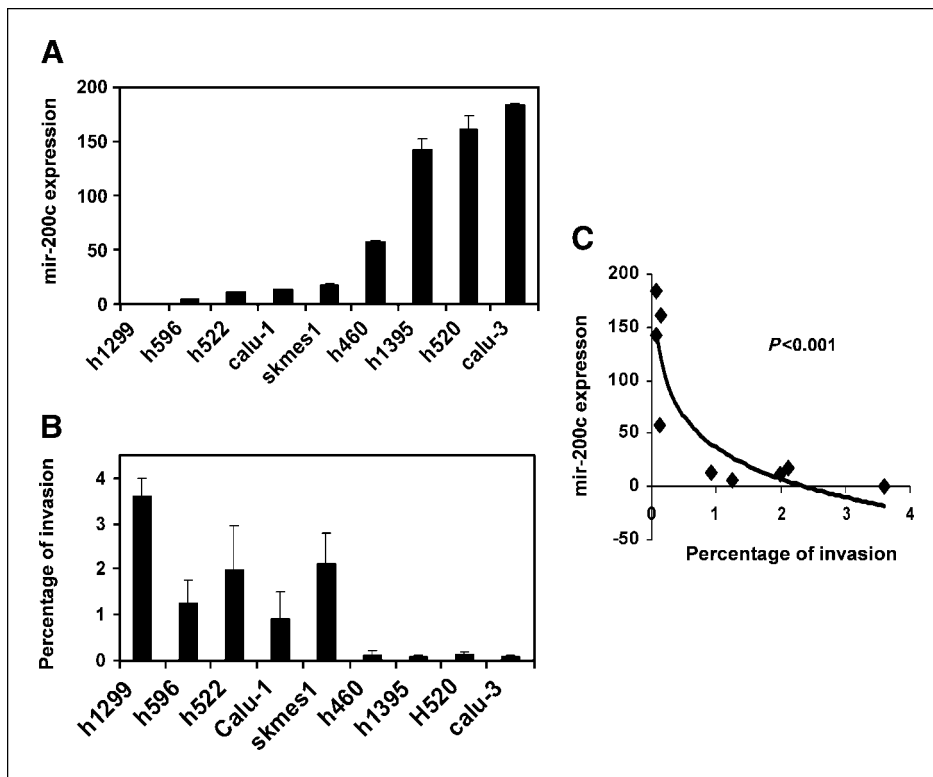 A
mir-200c expression
200
150
100
50
0
h1299
h596
h522
calu-1
skmes1
h460
h1395
h520
calu-3
B
Percentage of invasion
4
3
2
1
0
h1299
h596
h522
Calu-1
skmes1
h460
h1395
H520
calu-3
C
mir-200c expresson
200
150
100
50
0
-50
P<0.001
0 1 2 3 4
Percentage of invasion